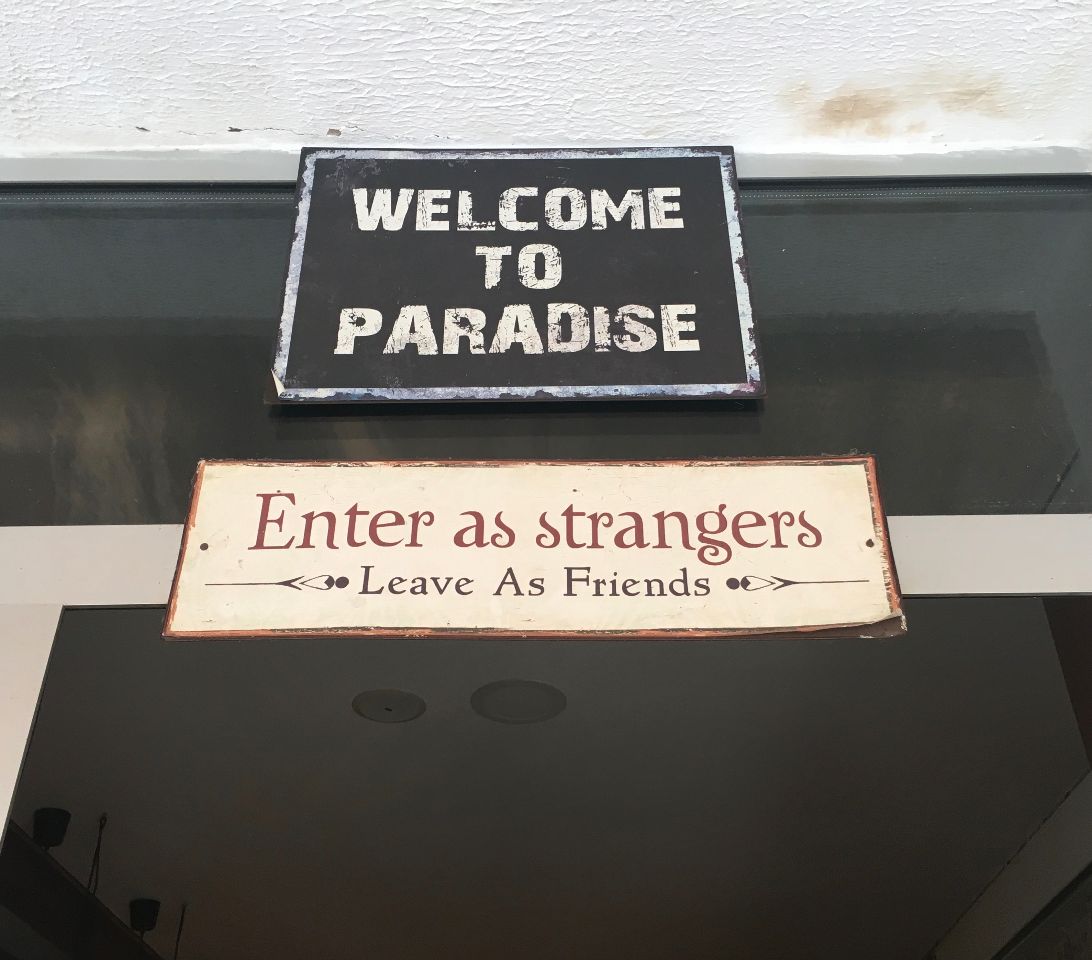 WELCOME
TO
PARADISE
Enter as strangers
Leave As Friends